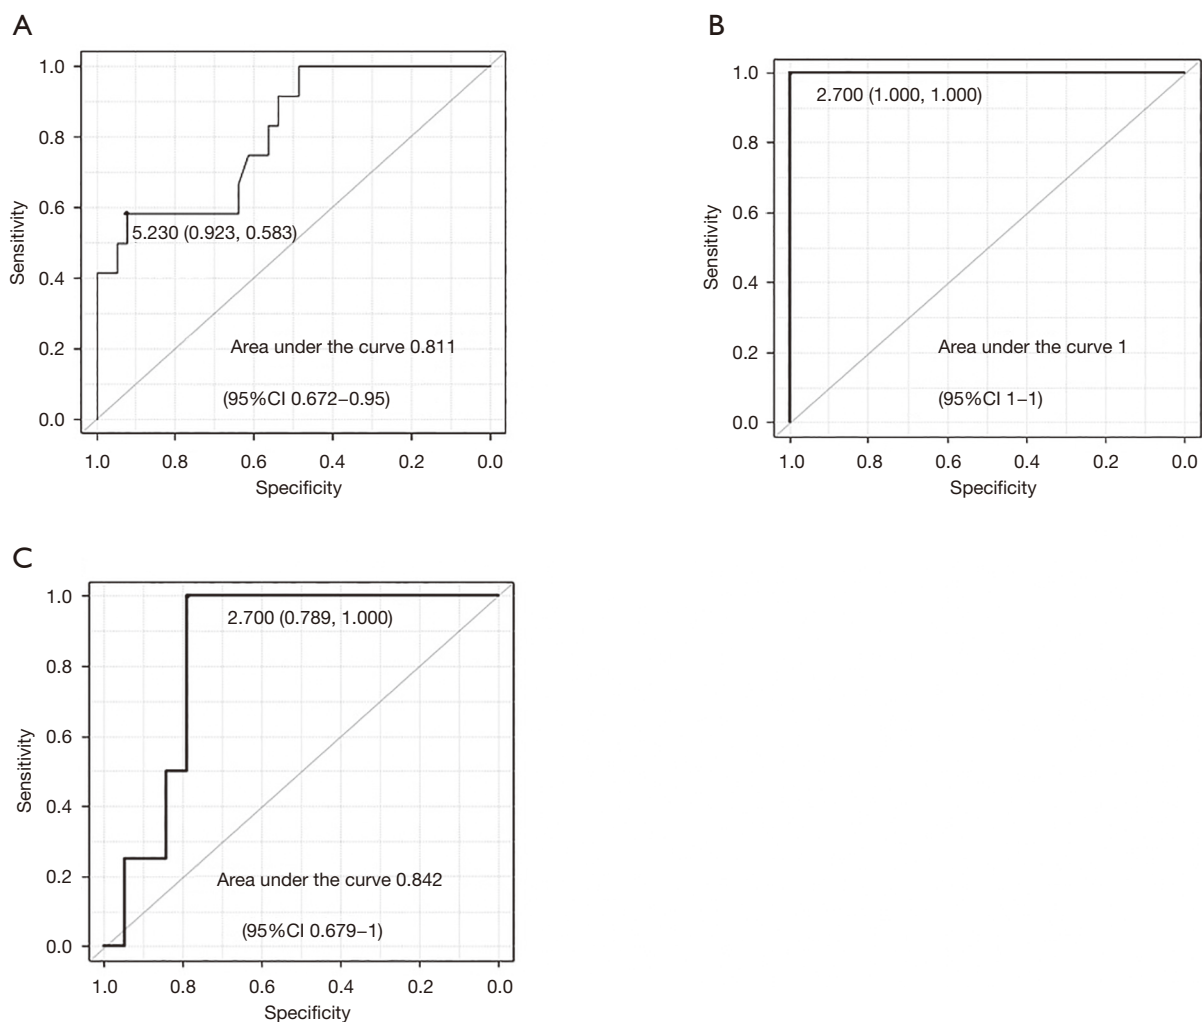 A
1.0
0.8
0.6
0.4
0.2
0.0
Sensitivity
5.230 (0.923, 0.583)
Area under the curve 0.811
(95%CI 0.672–0.95)
1.0 0.8 0.6 0.4 0.2 0.0
Specificity
B
1.0
0.8
0.6
0.4
0.2
0.0
Sensitivity
2.700 (1.000, 1.000)
Area under the curve 1
(95%CI 1–1)
1.0 0.8 0.6 0.4 0.2 0.0
Specificity
C
1.0
0.8
0.6
0.4
0.2
0.0
Sensitivity
2.700 (0.789, 1.000)
Area under the curve 0.842
(95%CI 0.679–1)
1.0 0.8 0.6 0.4 0.2 0.0
Specificity